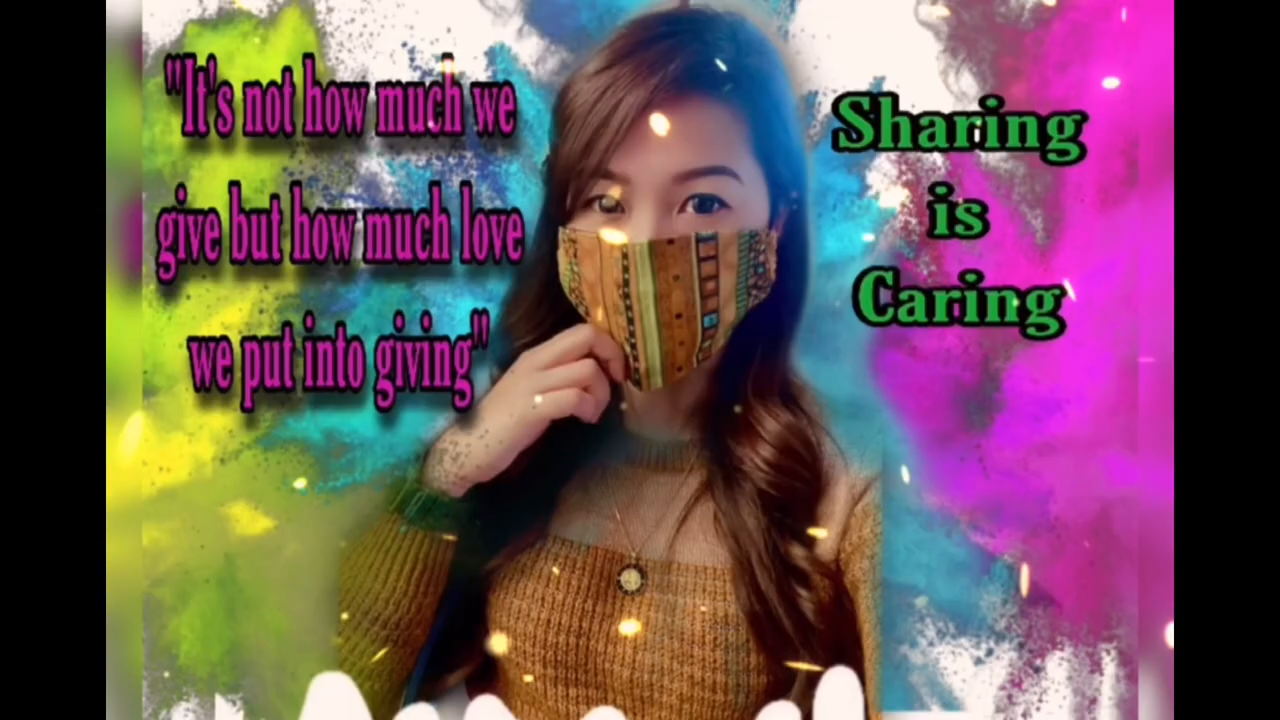 "It's not how much we
give but how much love
we put into giving"
Sharing
is
Caring